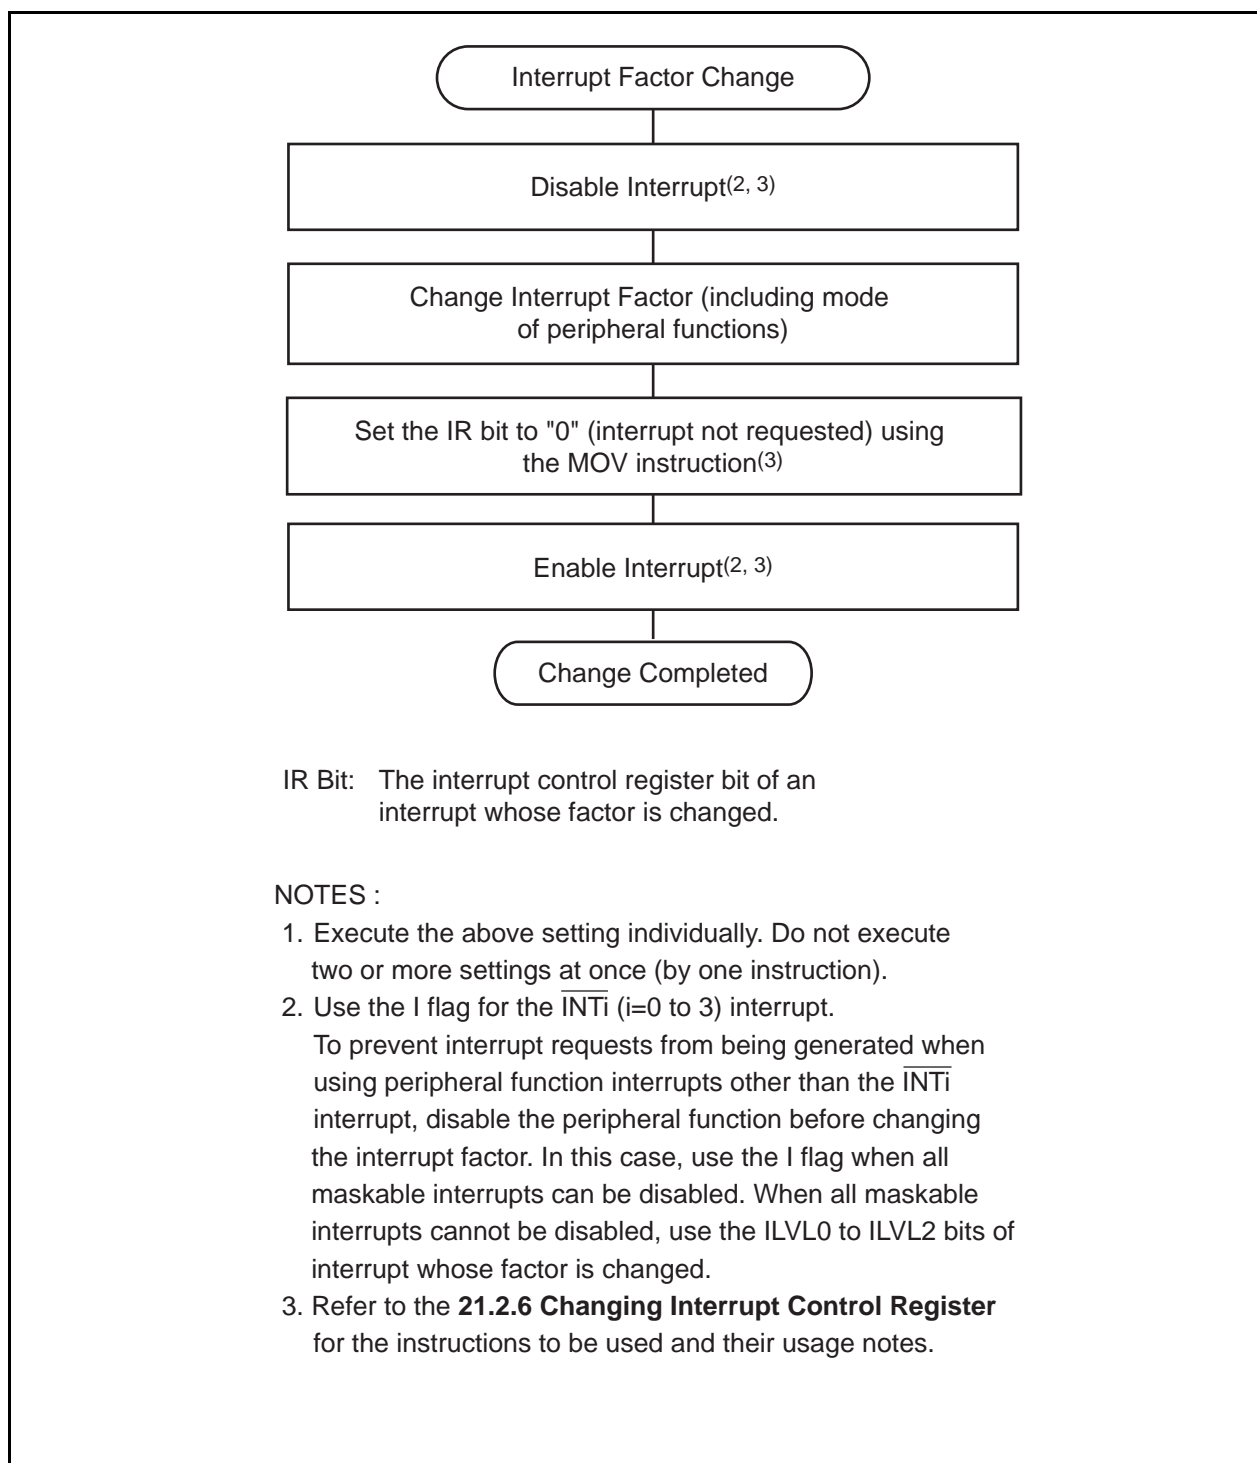 Interrupt Factor Change
Disable Interrupt(2, 3)
Change Interrupt Factor (including mode
of peripheral functions)
Set the IR bit to "0" (interrupt not requested) using
the MOV instruction(3)
Enable Interrupt(2, 3)
Change Completed
IR Bit: The interrupt control register bit of an
interrupt whose factor is changed.
NOTES :
1. Execute the above setting individually. Do not execute
two or more settings at once (by one instruction).
2. Use the I flag for the I̅N̅T̅i̅ (i=0 to 3) interrupt.
To prevent interrupt requests from being generated when
using peripheral function interrupts other than the I̅N̅T̅i̅
interrupt, disable the peripheral function before changing
the interrupt factor. In this case, use the I flag when all
maskable interrupts can be disabled. When all maskable
interrupts cannot be disabled, use the ILVL0 to ILVL2 bits of
interrupt whose factor is changed.
3. Refer to the 21.2.6 Changing Interrupt Control Register
for the instructions to be used and their usage notes.